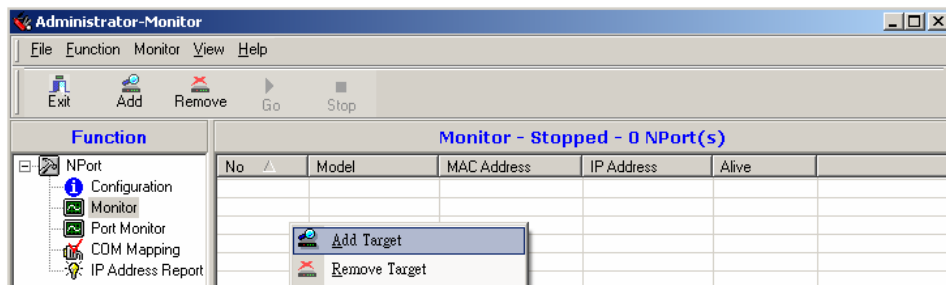 Administrator-Monitor
File Function Monitor View Help
Exit Add Remove Go Stop
Function
Monitor - Stopped - 0 NPort(s)
NPort
Configuration
Monitor
Port Monitor
COM Mapping
IP Address Report
No Model MAC Address IP Address Alive
Add Target
Remove Target